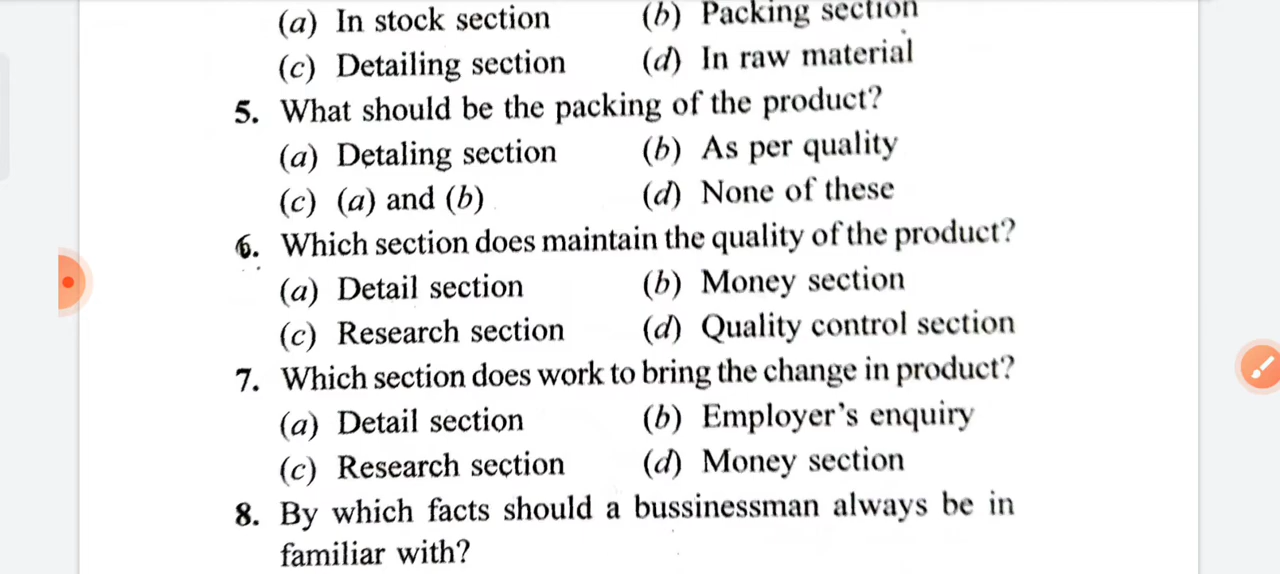 (a) In stock section (b) Packing section
(c) Detailing section (d) In raw material
5. What should be the packing of the product?
(a) Detaling section (b) As per quality
(c) (a) and (b) (d) None of these
6. Which section does maintain the quality of the product?
(a) Detail section (b) Money section
(c) Research section (d) Quality control section
7. Which section does work to bring the change in product?
(a) Detail section (b) Employer's enquiry
(c) Research section (d) Money section
8. By which facts should a bussinessman always be in
familiar with?